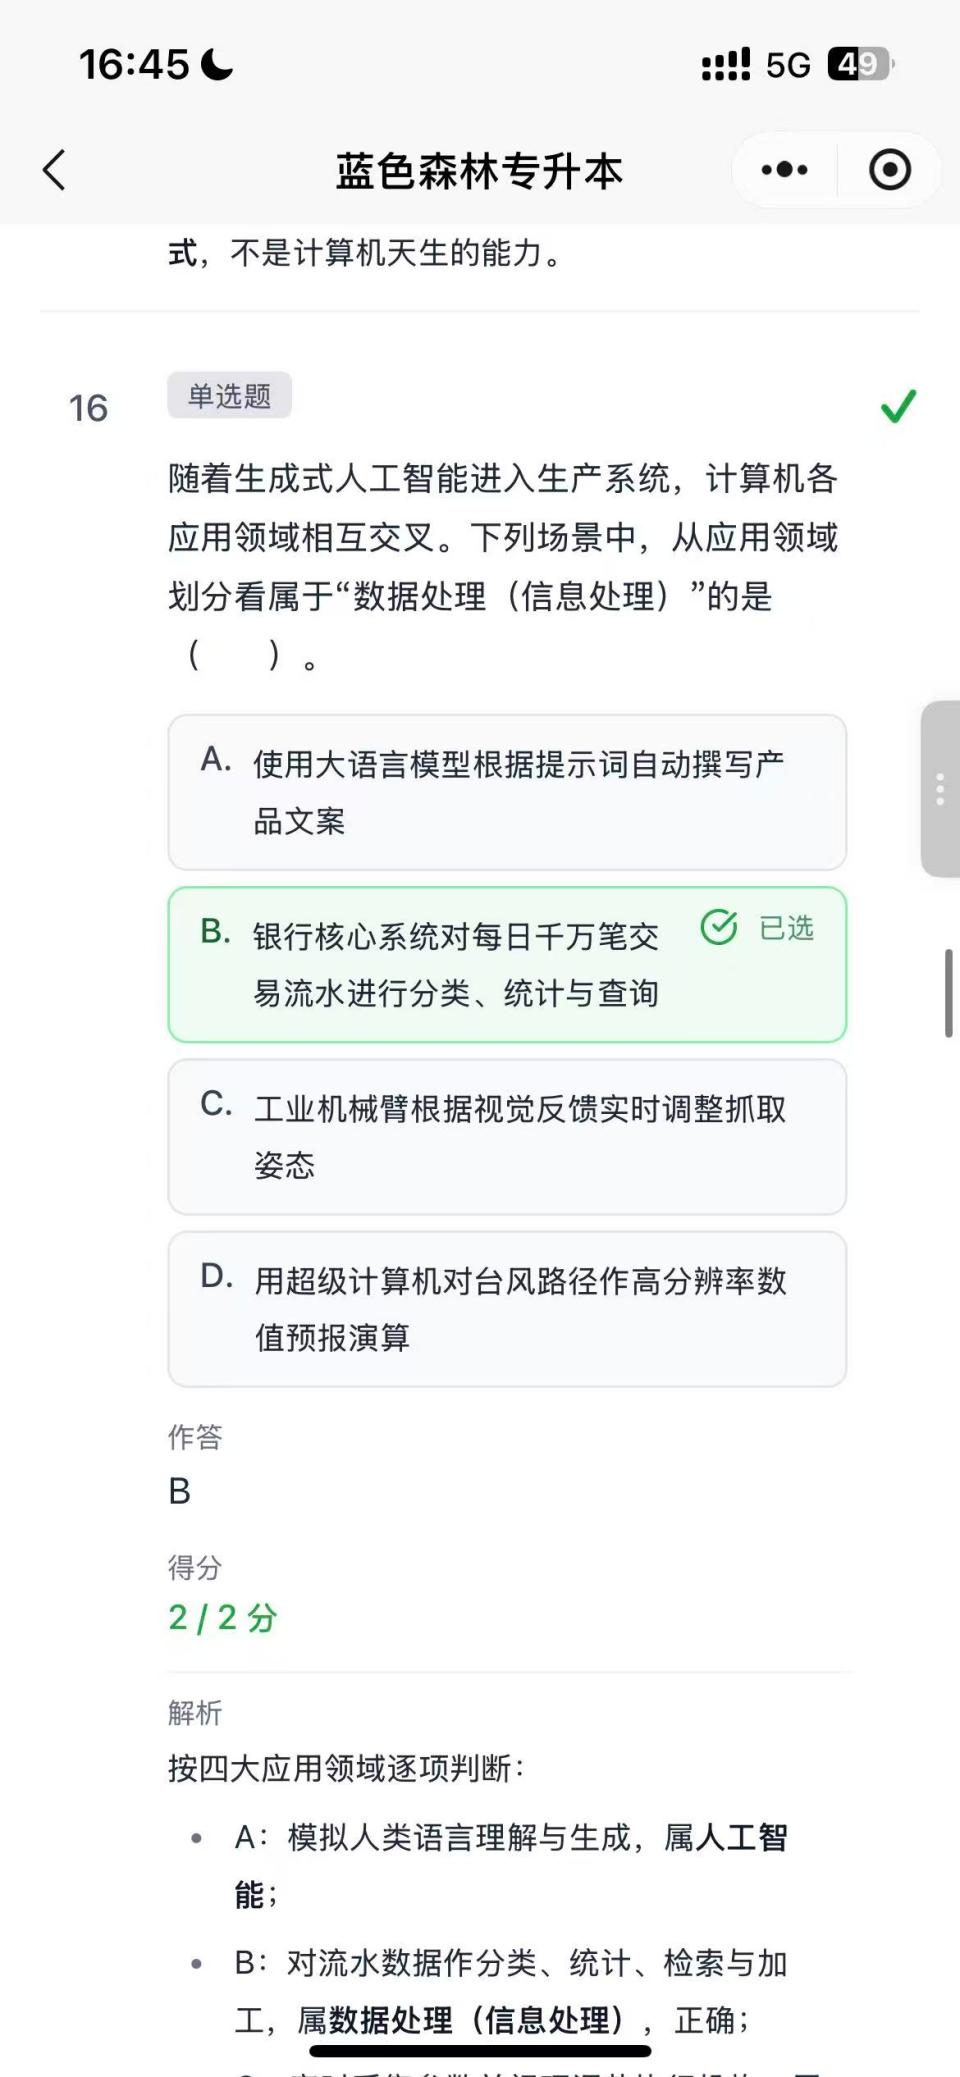 16:45
5G 49
蓝色森林专升本
式，不是计算机天生的能力。
16
单选题
随着生成式人工智能进入生产系统，计算机各
应用领域相互交叉。下列场景中，从应用领域
划分看属于“数据处理（信息处理）”的是
（　　）。
A. 使用大语言模型根据提示词自动撰写产
品文案
B. 银行核心系统对每日千万笔交
易流水进行分类、统计与查询
已选
C. 工业机械臂根据视觉反馈实时调整抓取
姿态
D. 用超级计算机对台风路径作高分辨率数
值预报演算
作答
B
得分
2 / 2 分
解析
按四大应用领域逐项判断：
• A：模拟人类语言理解与生成，属人工智
能；
• B：对流水数据作分类、统计、检索与加
工，属数据处理（信息处理），正确；